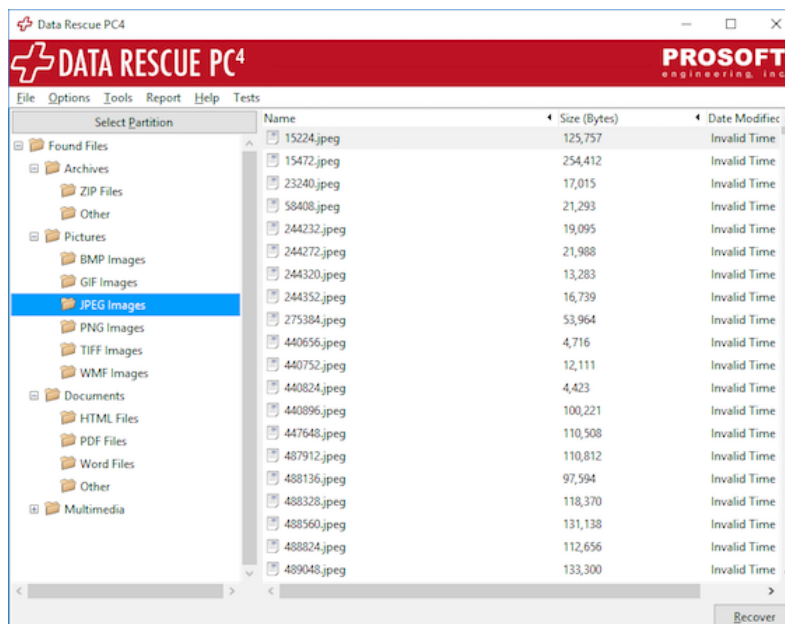 Data Rescue PC4
DATA RESCUE PC4
PROSOFT
engineering, inc
File Options Tools Report Help Tests
Select Partition
Found Files
Archives
ZIP Files
Other
Pictures
BMP Images
GIF Images
JPEG Images
PNG Images
TIFF Images
WMF Images
Documents
HTML Files
PDF Files
Word Files
Other
Multimedia
Name Size (Bytes) Date Modified
15224.jpeg 125,757 Invalid Time
15472.jpeg 254,412 Invalid Time
23240.jpeg 17,015 Invalid Time
58408.jpeg 21,293 Invalid Time
244232.jpeg 19,095 Invalid Time
244272.jpeg 21,988 Invalid Time
244320.jpeg 13,283 Invalid Time
244352.jpeg 16,739 Invalid Time
275384.jpeg 53,964 Invalid Time
440656.jpeg 4,716 Invalid Time
440752.jpeg 12,111 Invalid Time
440824.jpeg 4,423 Invalid Time
440896.jpeg 100,221 Invalid Time
447648.jpeg 110,508 Invalid Time
487912.jpeg 110,812 Invalid Time
488136.jpeg 97,594 Invalid Time
488328.jpeg 118,370 Invalid Time
488560.jpeg 131,138 Invalid Time
488824.jpeg 112,656 Invalid Time
489048.jpeg 133,300 Invalid Time
Recover